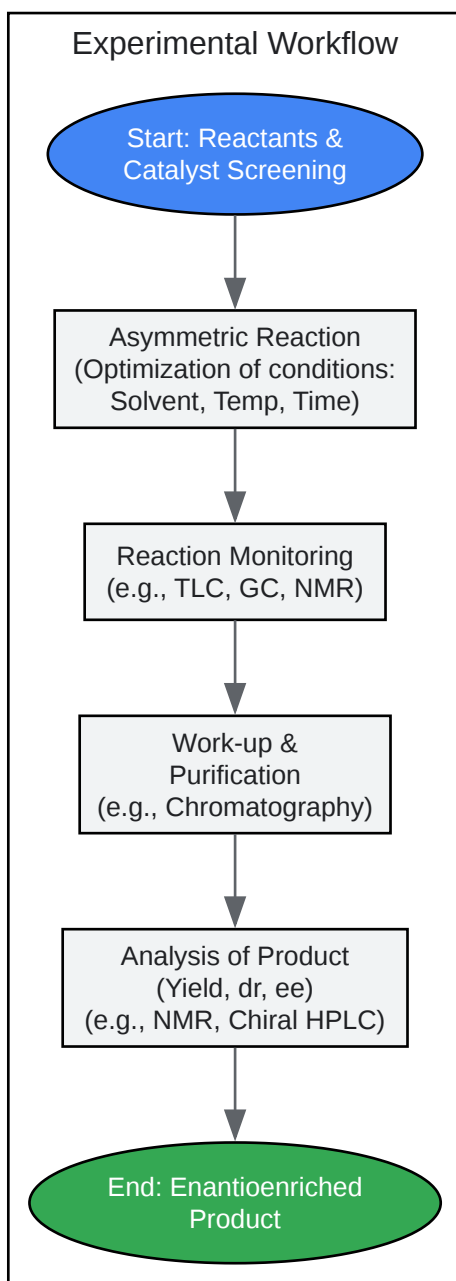 Experimental Workflow
Start: Reactants &
Catalyst Screening
Asymmetric Reaction
(Optimization of conditions:
Solvent, Temp, Time)
Reaction Monitoring
(e.g., TLC, GC, NMR)
Work-up &
Purification
(e.g., Chromatography)
Analysis of Product
(Yield, dr, ee)
(e.g., NMR, Chiral HPLC)
End: Enantioenriched
Product